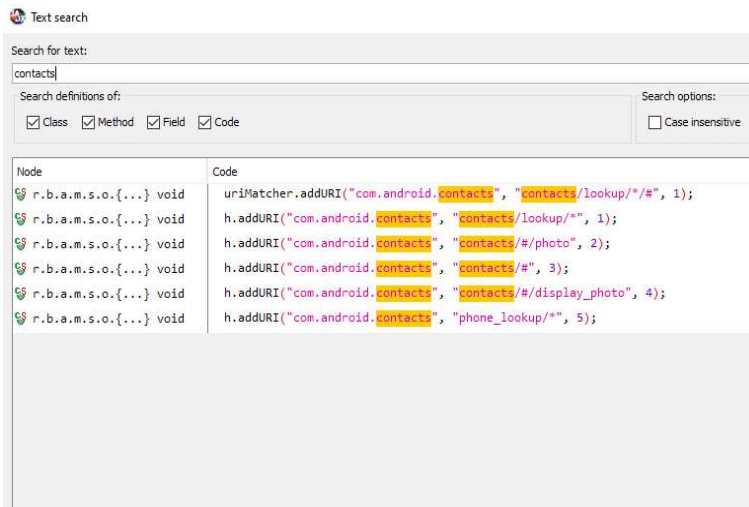 Text search
Search for text:
contacts
Search definitions of:
Class Method Field Code
Search options:
Case insensitive
Node Code
r.b.a.m.s.o.{...} void uriMatcher.addURI("com.android.contacts", "contacts/lookup/*/#", 1);
r.b.a.m.s.o.{...} void h.addURI("com.android.contacts", "contacts/lookup/*", 1);
r.b.a.m.s.o.{...} void h.addURI("com.android.contacts", "contacts/#/photo", 2);
r.b.a.m.s.o.{...} void h.addURI("com.android.contacts", "contacts/#", 3);
r.b.a.m.s.o.{...} void h.addURI("com.android.contacts", "contacts/#/display_photo", 4);
r.b.a.m.s.o.{...} void h.addURI("com.android.contacts", "phone_lookup/*", 5);